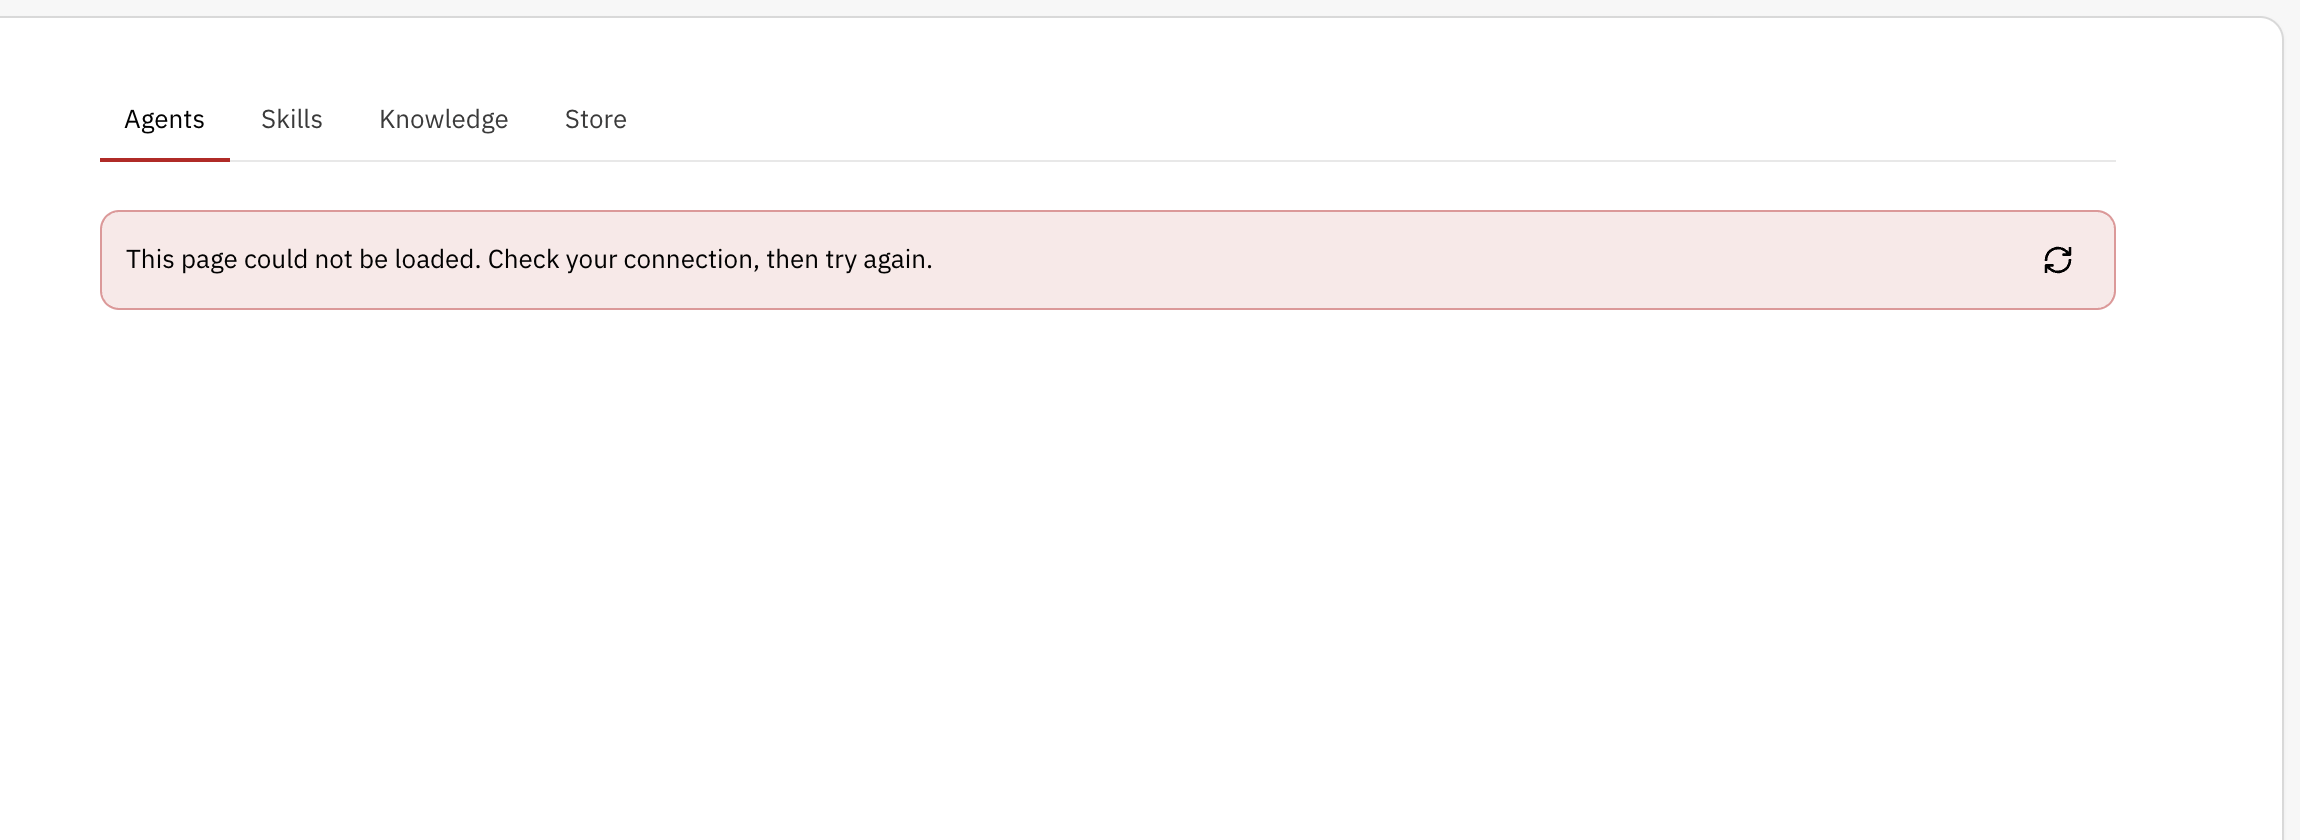 Agents Skills Knowledge Store
This page could not be loaded. Check your connection, then try again.